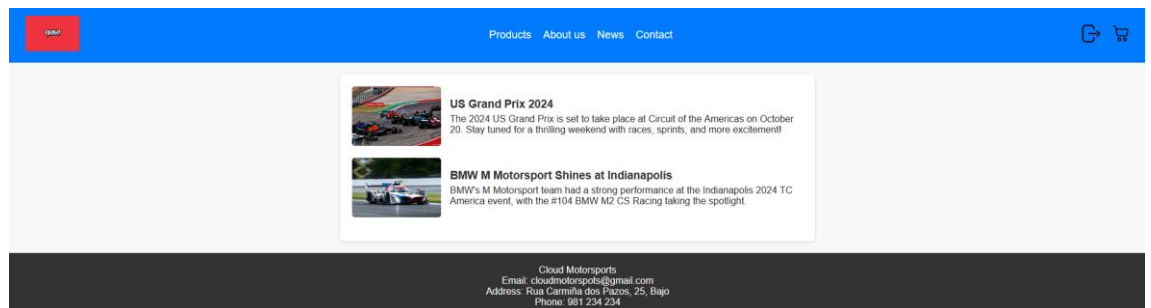 Products About us News Contact
US Grand Prix 2024
The 2024 US Grand Prix is set to take place at Circuit of the Americas on October
20. Stay tuned for a thrilling weekend with races, sprints, and more excitement!
BMW M Motorsport Shines at Indianapolis
BMW's M Motorsport team had a strong performance at the Indianapolis 2024 TC
America event, with the #104 BMW M2 CS Racing taking the spotlight.
Cloud Motorsports
Email: cloudmotorspots@gmail.com
Address: Rua Carmiña dos Pazos, 25, Bajo
Phone: 981 234 234